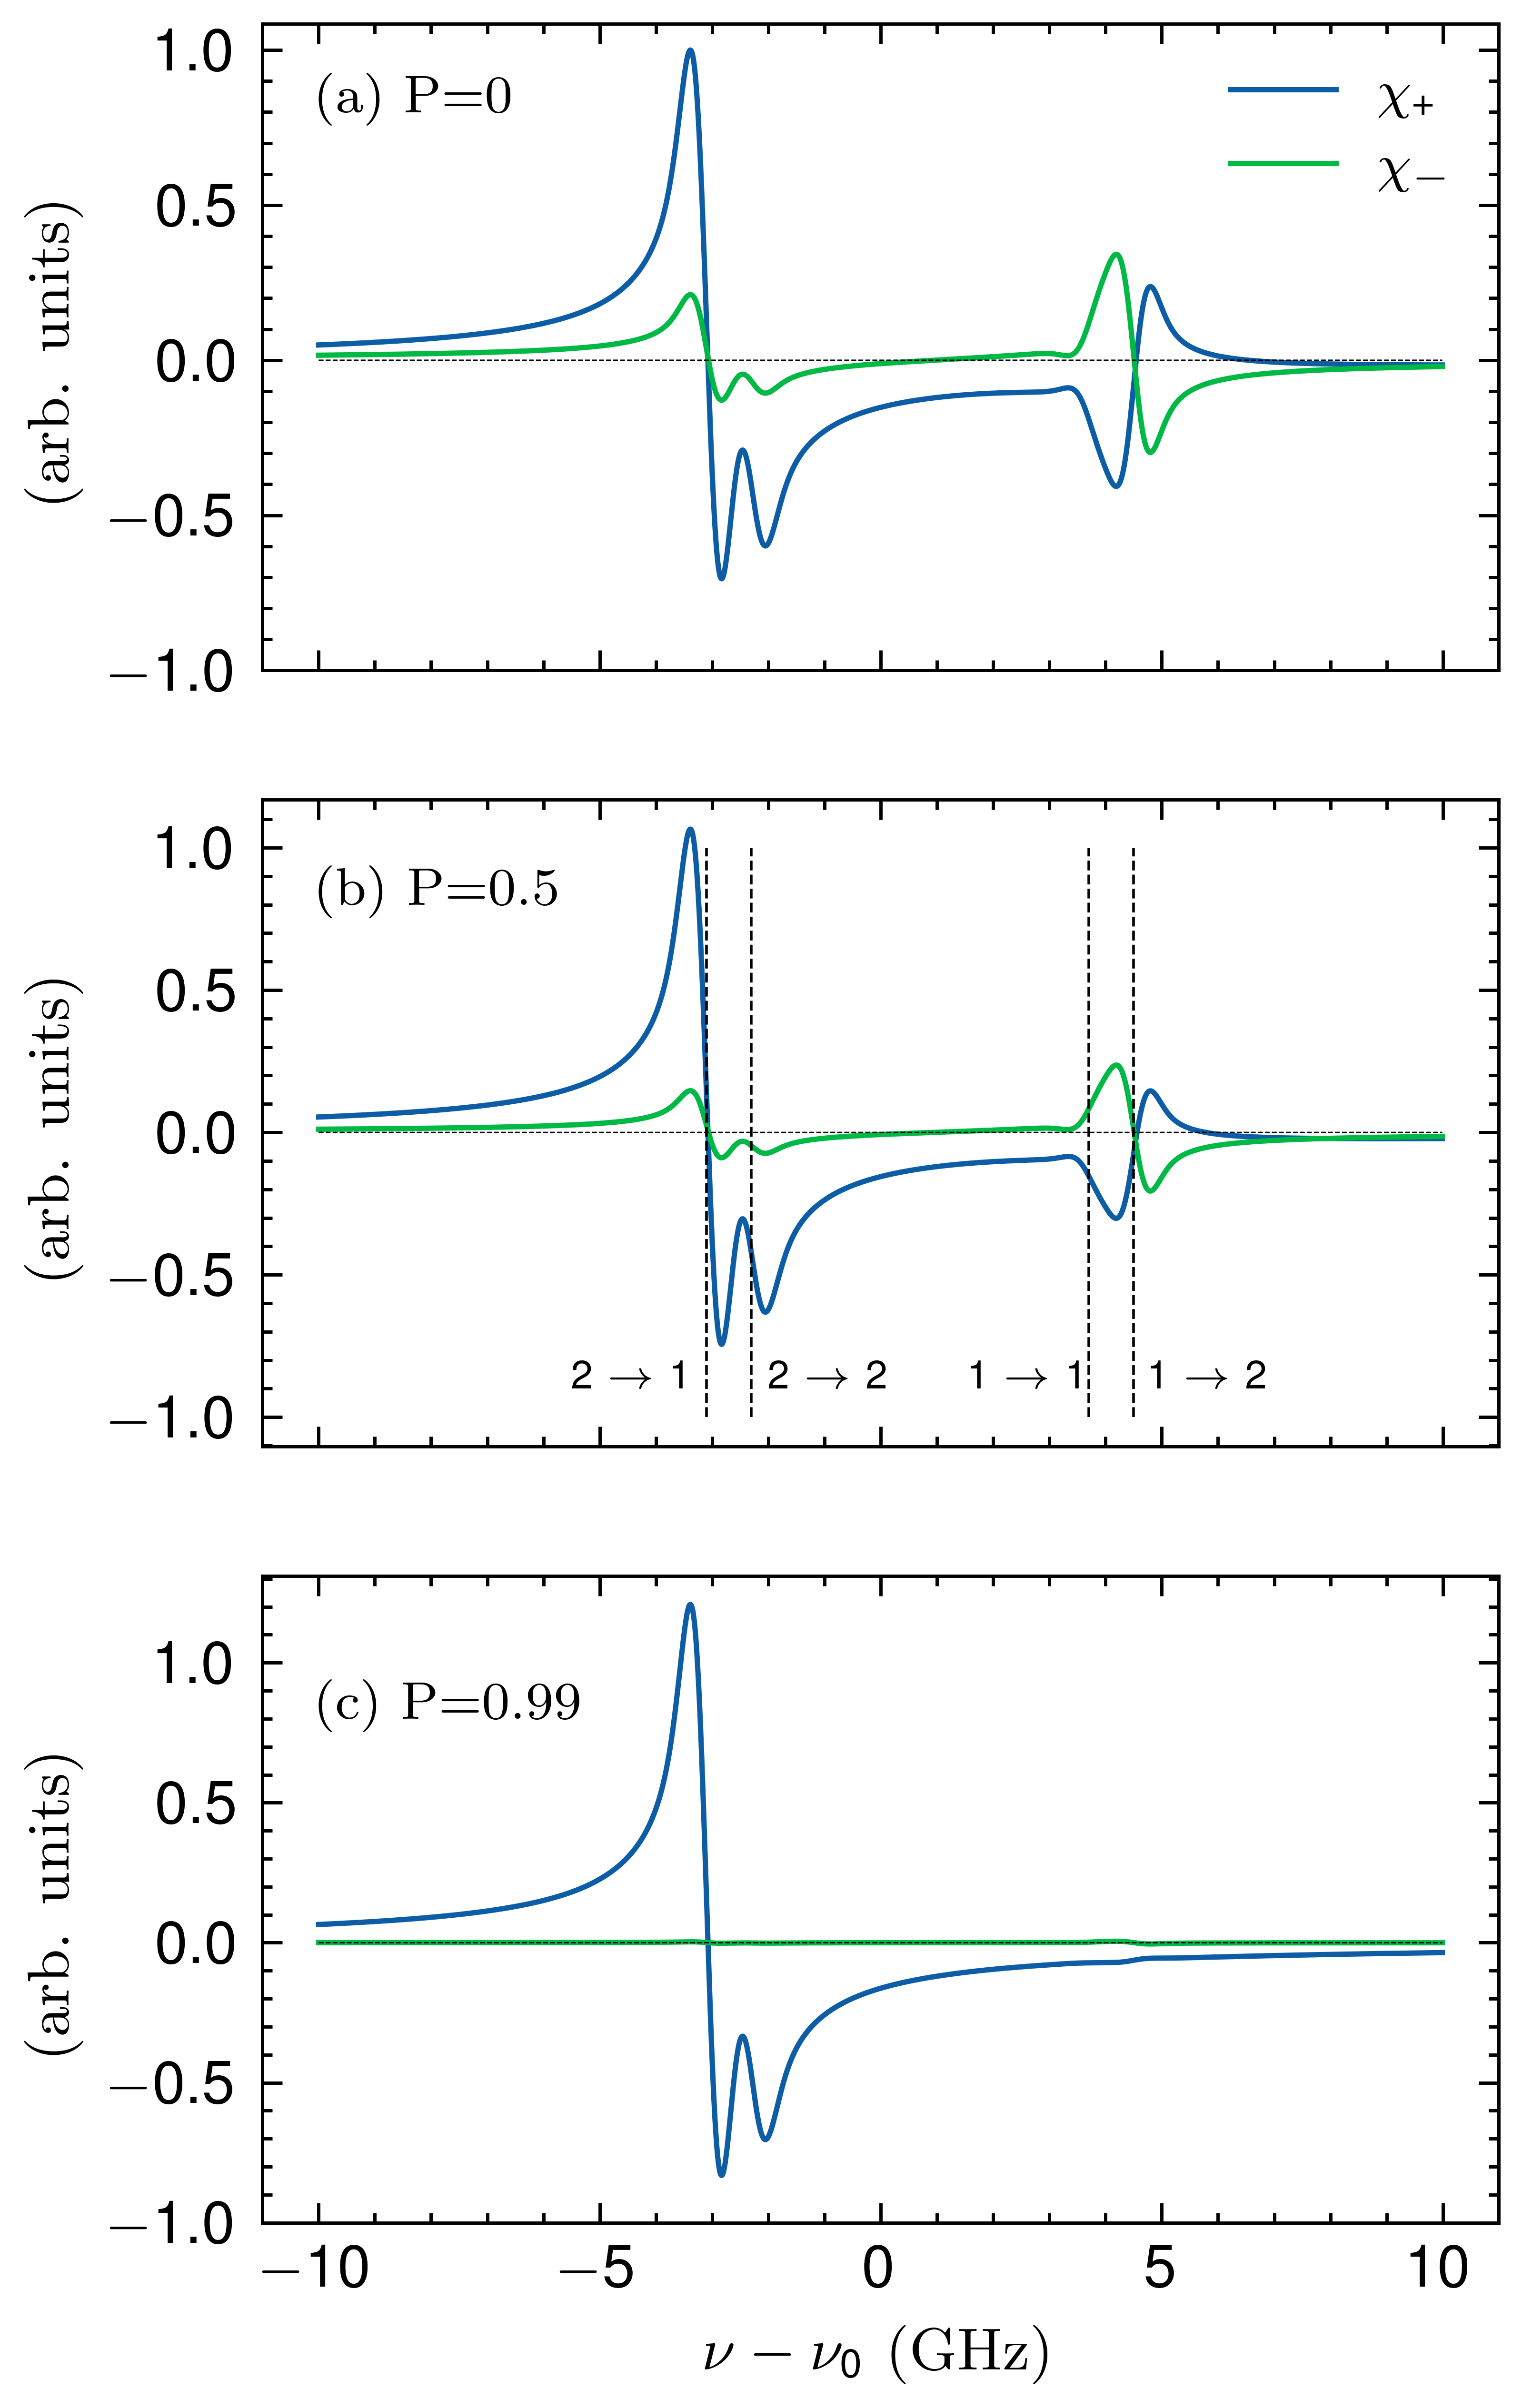 1.0
0.5
0.0
−0.5
−1.0
(arb. units)
(a) P=0
χ₊
χ₋
1.0
0.5
0.0
−0.5
−1.0
(arb. units)
(b) P=0.5
2 → 1
2 → 2
1 → 1
1 → 2
1.0
0.5
0.0
−0.5
−1.0
(arb. units)
(c) P=0.99
−10 −5 0 5 10
ν − ν₀ (GHz)